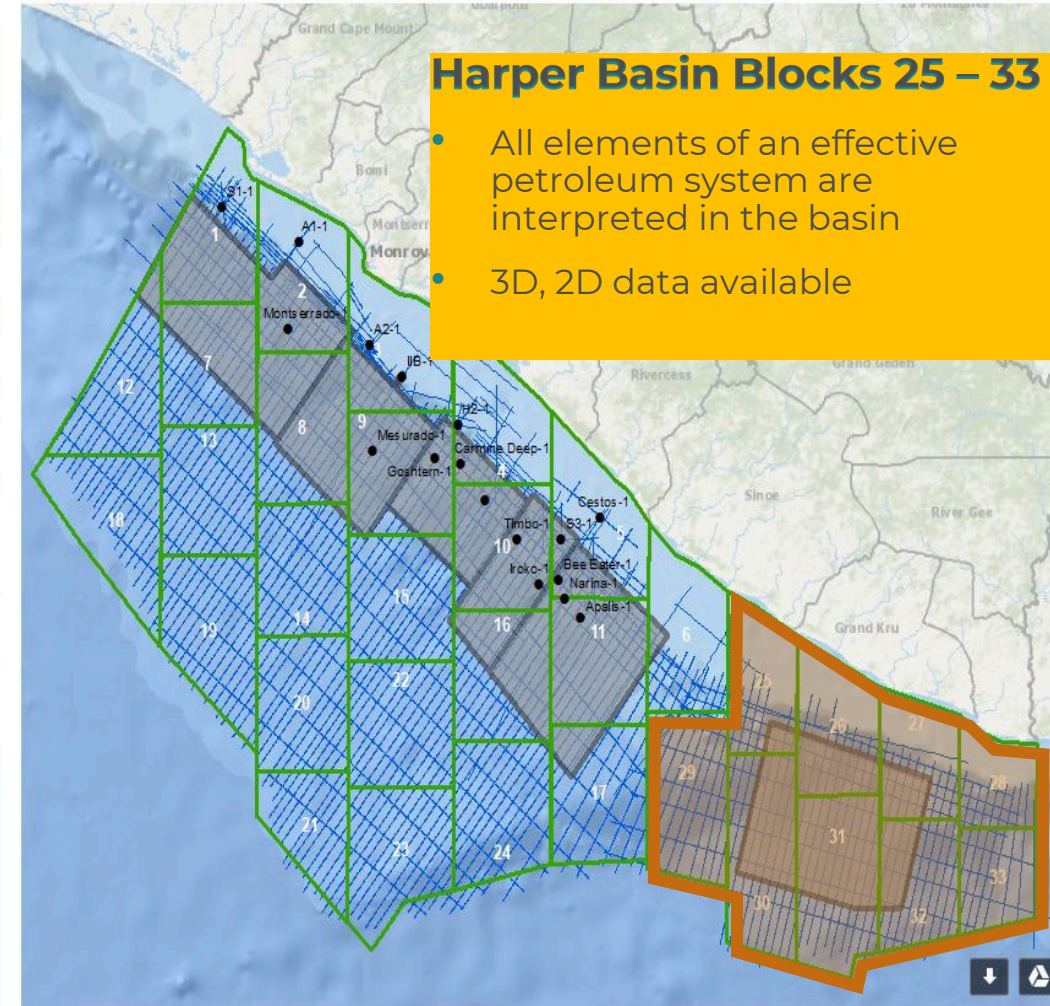 Grand Cape Mount
Harper Basin Blocks 25 – 33
• All elements of an effective
petroleum system are
interpreted in the basin
• 3D, 2D data available
Bomi
S1-1
1
A1-1
2
Montserrado-1
A2-1
IIB-1
Rivercess
Grand Gedeh
7
12
8
9
H2-1
Mesurado-1
13
Carmine Deep-1
Goshtern-1
4
Sinoe
River Gee
Cestos-1
18
Timbo-1
S3-1
5
10
Iroko-1
Bee Eater-1
Narina-1
15
Apalis-1
14
19
16
11
6
Grand Kru
22
25
20
26
27
29
28
17
21
31
23
24
33
30
32